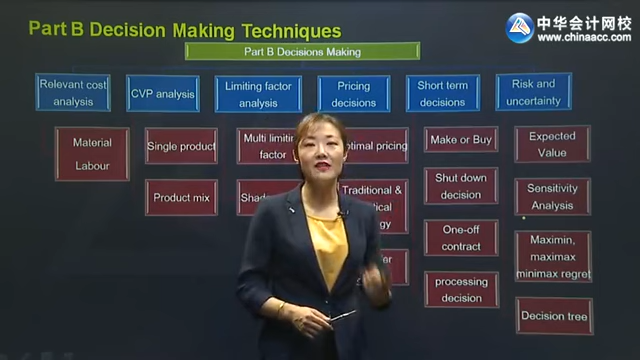 Part B Decision Making Techniques
中华会计网校
www.chinaacc.com
Part B Decisions Making
Relevant cost
analysis
CVP analysis
Limiting factor
analysis
Pricing
decisions
Short term
decisions
Risk and
uncertainty
Material
Labour
Single product
Product mix
Multi
factor
pricing
Traditional &
Make or Buy
Shut down
decision
One-off
contract
processing
decision
Expected
Value
Sensitivity
Analysis
Maximin,
maximax
minimax regret
Decision tree